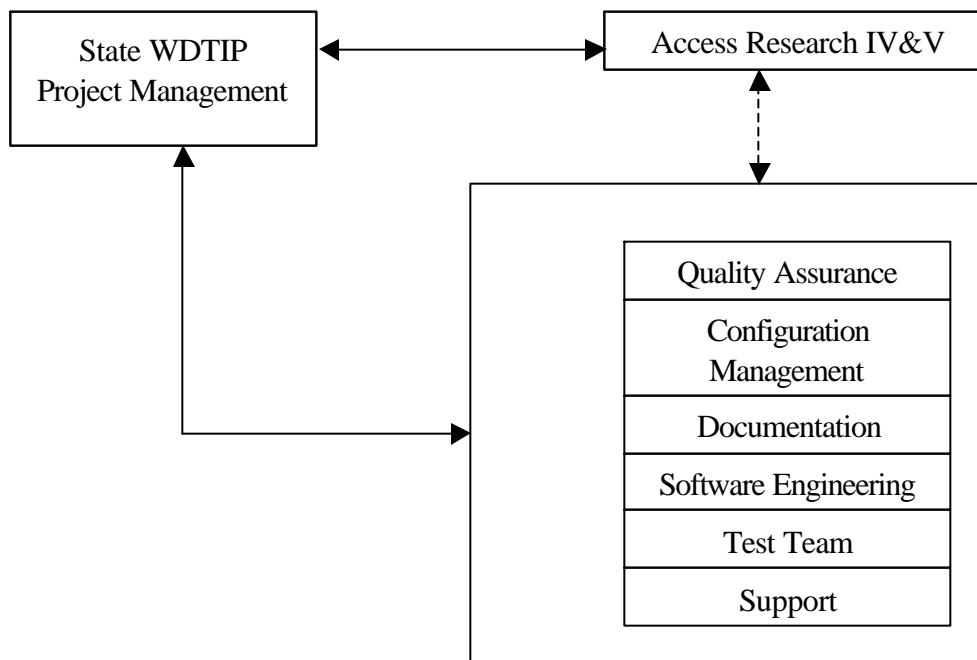 State WDTIP
Project Management
Access Research IV&V
Quality Assurance
Configuration
Management
Documentation
Software Engineering
Test Team
Support